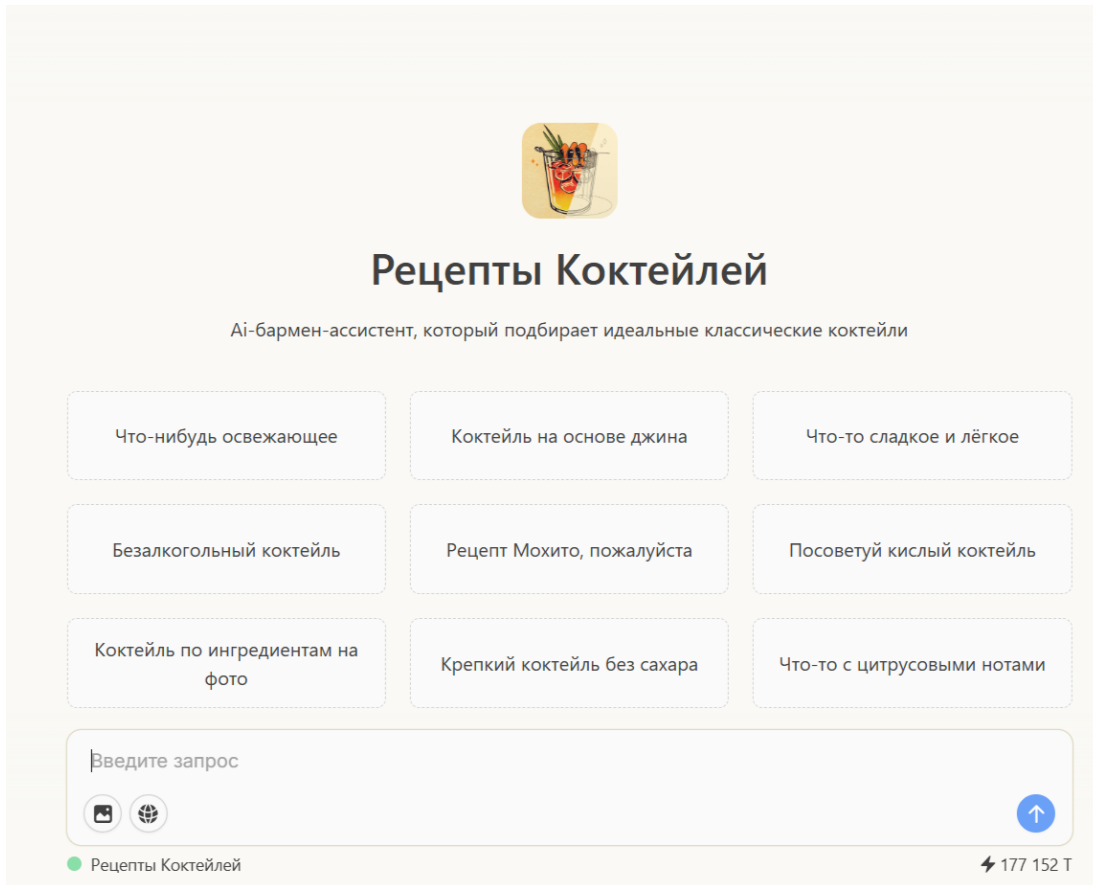 Рецепты Коктейлей
Ai-бармен-ассистент, который подбирает идеальные классические коктейли
Что-нибудь освежающее
Коктейль на основе джина
Что-то сладкое и лёгкое
Безалкогольный коктейль
Рецепт Мохито, пожалуйста
Посоветуй кислый коктейль
Коктейль по ингредиентам на
фото
Крепкий коктейль без сахара
Что-то с цитрусовыми нотами
Введите запрос
Рецепты Коктейлей
177 152 T